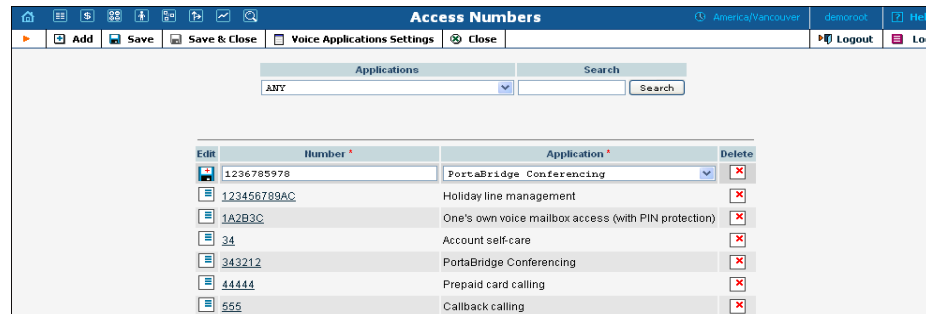 Access Numbers America/Vancouver demoroot Hel
Add Save Save & Close Voice Applications Settings Close Logout Lo
Applications Search
ANY Search
Edit Number * Application * Delete
1236785978 PortaBridge Conferencing
123456789AC Holiday line management
1A2B3C One's own voice mailbox access (with PIN protection)
34 Account self-care
343212 PortaBridge Conferencing
44444 Prepaid card calling
555 Callback calling